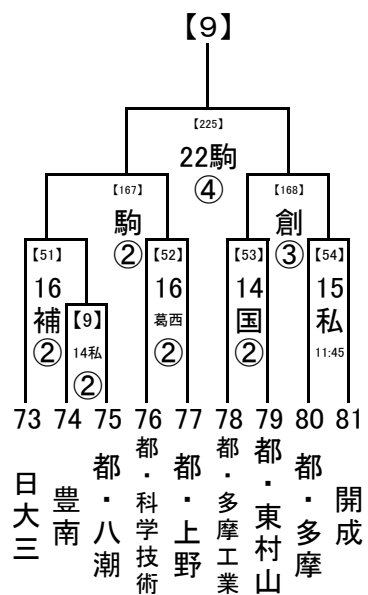 【9】
【225】
22駒
④
【167】
駒
②
【168】
創
③
【51】
16
補
②
【52】
16
葛西
②
【53】
14
国
②
【54】
15
私
11:45
【9】
14私
②
73 74 75 76 77 78 79 80 81
日大三
豊南
都・八潮
都・科学技術
都・上野
都・多摩工業
都・東村山
都・多摩
開成